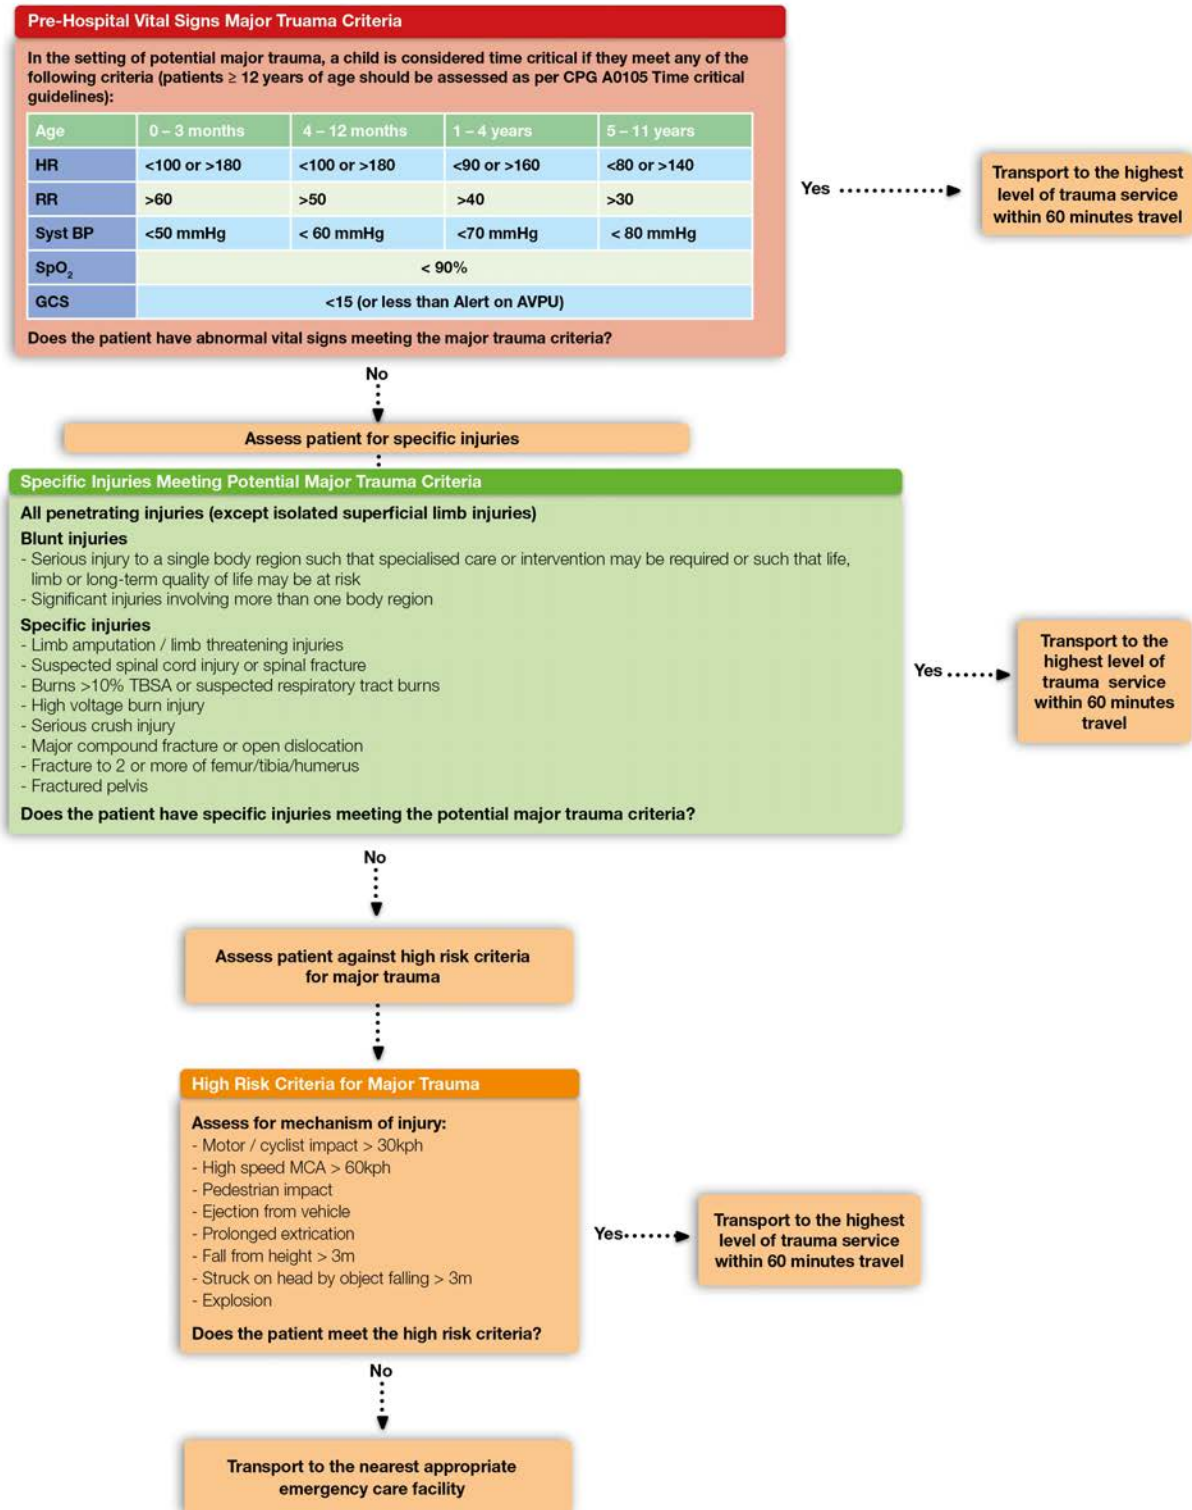 Pre-Hospital Vital Signs Major Truama Criteria
In the setting of potential major trauma, a child is considered time critical if they meet any of the
following criteria (patients ≥ 12 years of age should be assessed as per CPG A0105 Time critical
guidelines):
Age 0 – 3 months 4 – 12 months 1 – 4 years 5 – 11 years
HR <100 or >180 <100 or >180 <90 or >160 <80 or >140
RR >60 >50 >40 >30
Syst BP <50 mmHg < 60 mmHg <70 mmHg < 80 mmHg
SpO₂ < 90%
GCS <15 (or less than Alert on AVPU)
Does the patient have abnormal vital signs meeting the major trauma criteria?
Yes
Transport to the highest
level of trauma service
within 60 minutes travel
No
Assess patient for specific injuries
Specific Injuries Meeting Potential Major Trauma Criteria
All penetrating injuries (except isolated superficial limb injuries)
Blunt injuries
- Serious injury to a single body region such that specialised care or intervention may be required or such that life,
limb or long-term quality of life may be at risk
- Significant injuries involving more than one body region
Specific injuries
- Limb amputation / limb threatening injuries
- Suspected spinal cord injury or spinal fracture
- Burns >10% TBSA or suspected respiratory tract burns
- High voltage burn injury
- Serious crush injury
- Major compound fracture or open dislocation
- Fracture to 2 or more of femur/tibia/humerus
- Fractured pelvis
Does the patient have specific injuries meeting the potential major trauma criteria?
Yes
Transport to the
highest level of
trauma service
within 60 minutes
travel
No
Assess patient against high risk criteria
for major trauma
High Risk Criteria for Major Trauma
Assess for mechanism of injury:
- Motor / cyclist impact > 30kph
- High speed MCA > 60kph
- Pedestrian impact
- Ejection from vehicle
- Prolonged extrication
- Fall from height > 3m
- Struck on head by object falling > 3m
- Explosion
Does the patient meet the high risk criteria?
Yes
Transport to the highest
level of trauma service
within 60 minutes travel
No
Transport to the nearest appropriate
emergency care facility